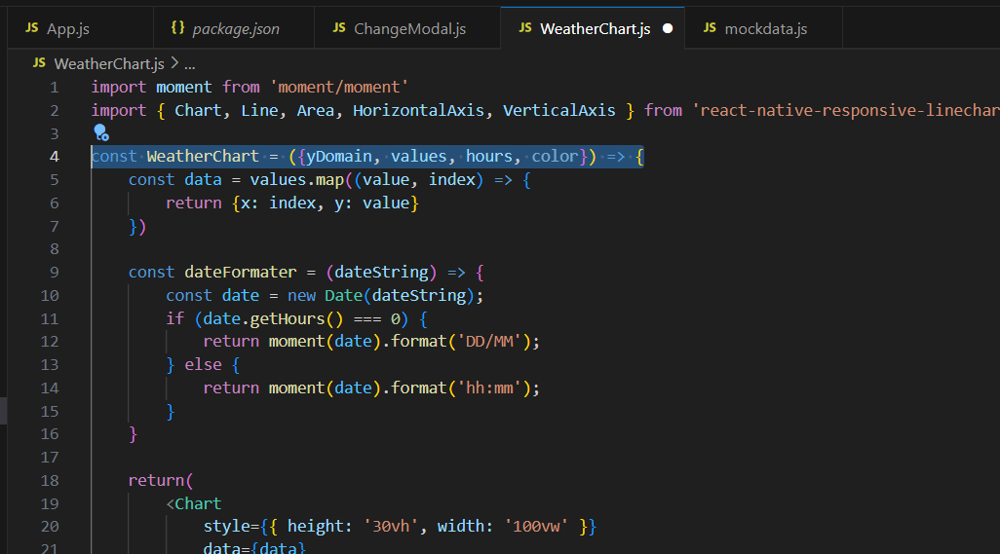 JS App.js {} package.json JS ChangeModal.js JS WeatherChart.js JS mockdata.js
JS WeatherChart.js > ...
1 import moment from 'moment/moment'
2 import { Chart, Line, Area, HorizontalAxis, VerticalAxis } from 'react-native-responsive-linechar
3
4 const WeatherChart = ({yDomain, values, hours, color}) => {
5 const data = values.map((value, index) => {
6 return {x: index, y: value}
7 })
8
9 const dateFormater = (dateString) => {
10 const date = new Date(dateString);
11 if (date.getHours() === 0) {
12 return moment(date).format('DD/MM');
13 } else {
14 return moment(date).format('hh:mm');
15 }
16 }
17
18 return(
19 <Chart
20 style={{ height: '30vh', width: '100vw' }}
21 data={data}